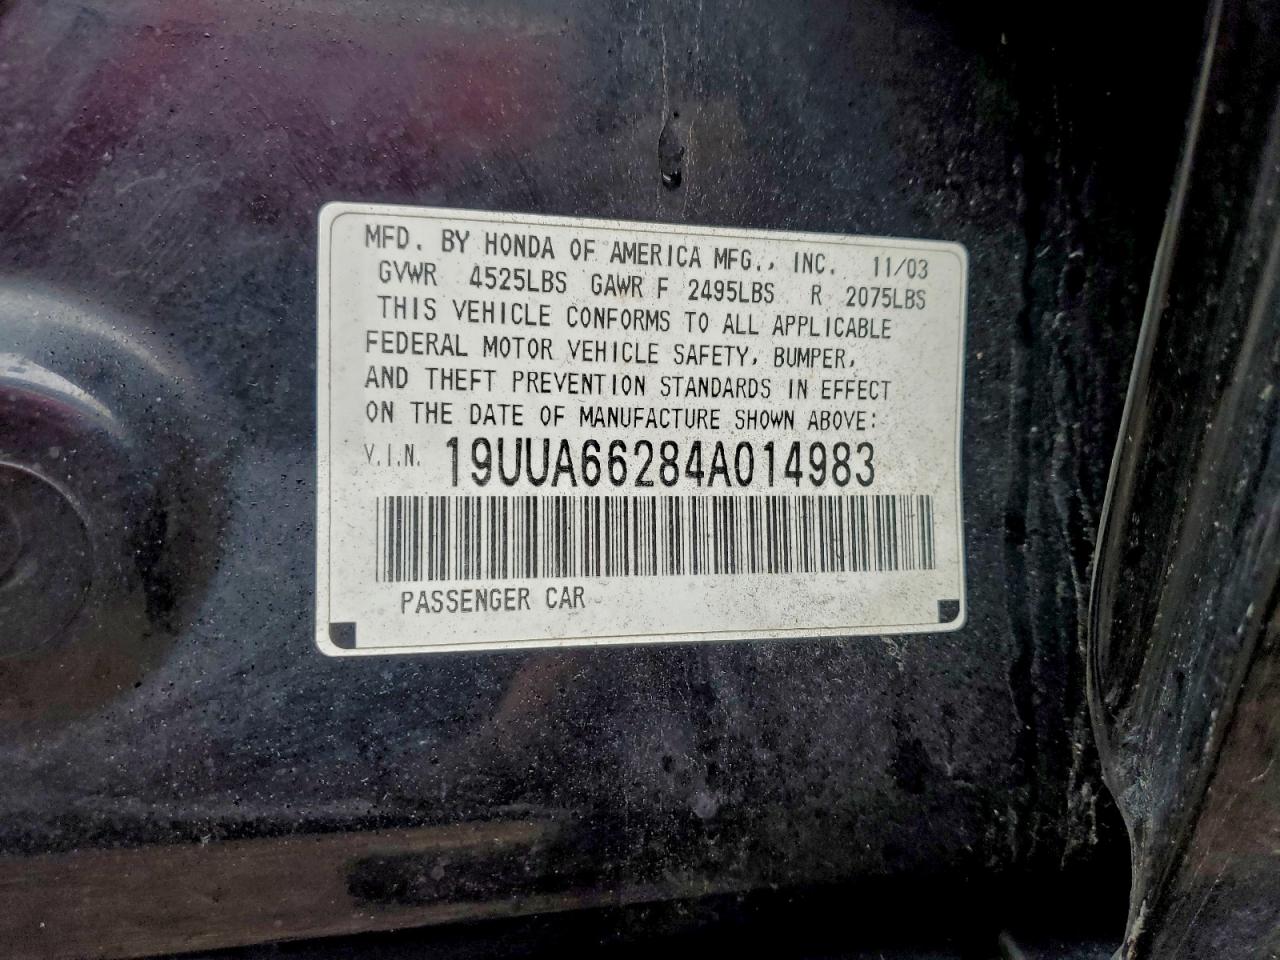 MFD. BY HONDA OF AMERICA MFG., INC. 11/03
GVWR 4525LBS GAWR F 2495LBS R 2075LBS
THIS VEHICLE CONFORMS TO ALL APPLICABLE
FEDERAL MOTOR VEHICLE SAFETY, BUMPER,
AND THEFT PREVENTION STANDARDS IN EFFECT
ON THE DATE OF MANUFACTURE SHOWN ABOVE:
V.I.N. 19UUA66284A014983
PASSENGER CAR